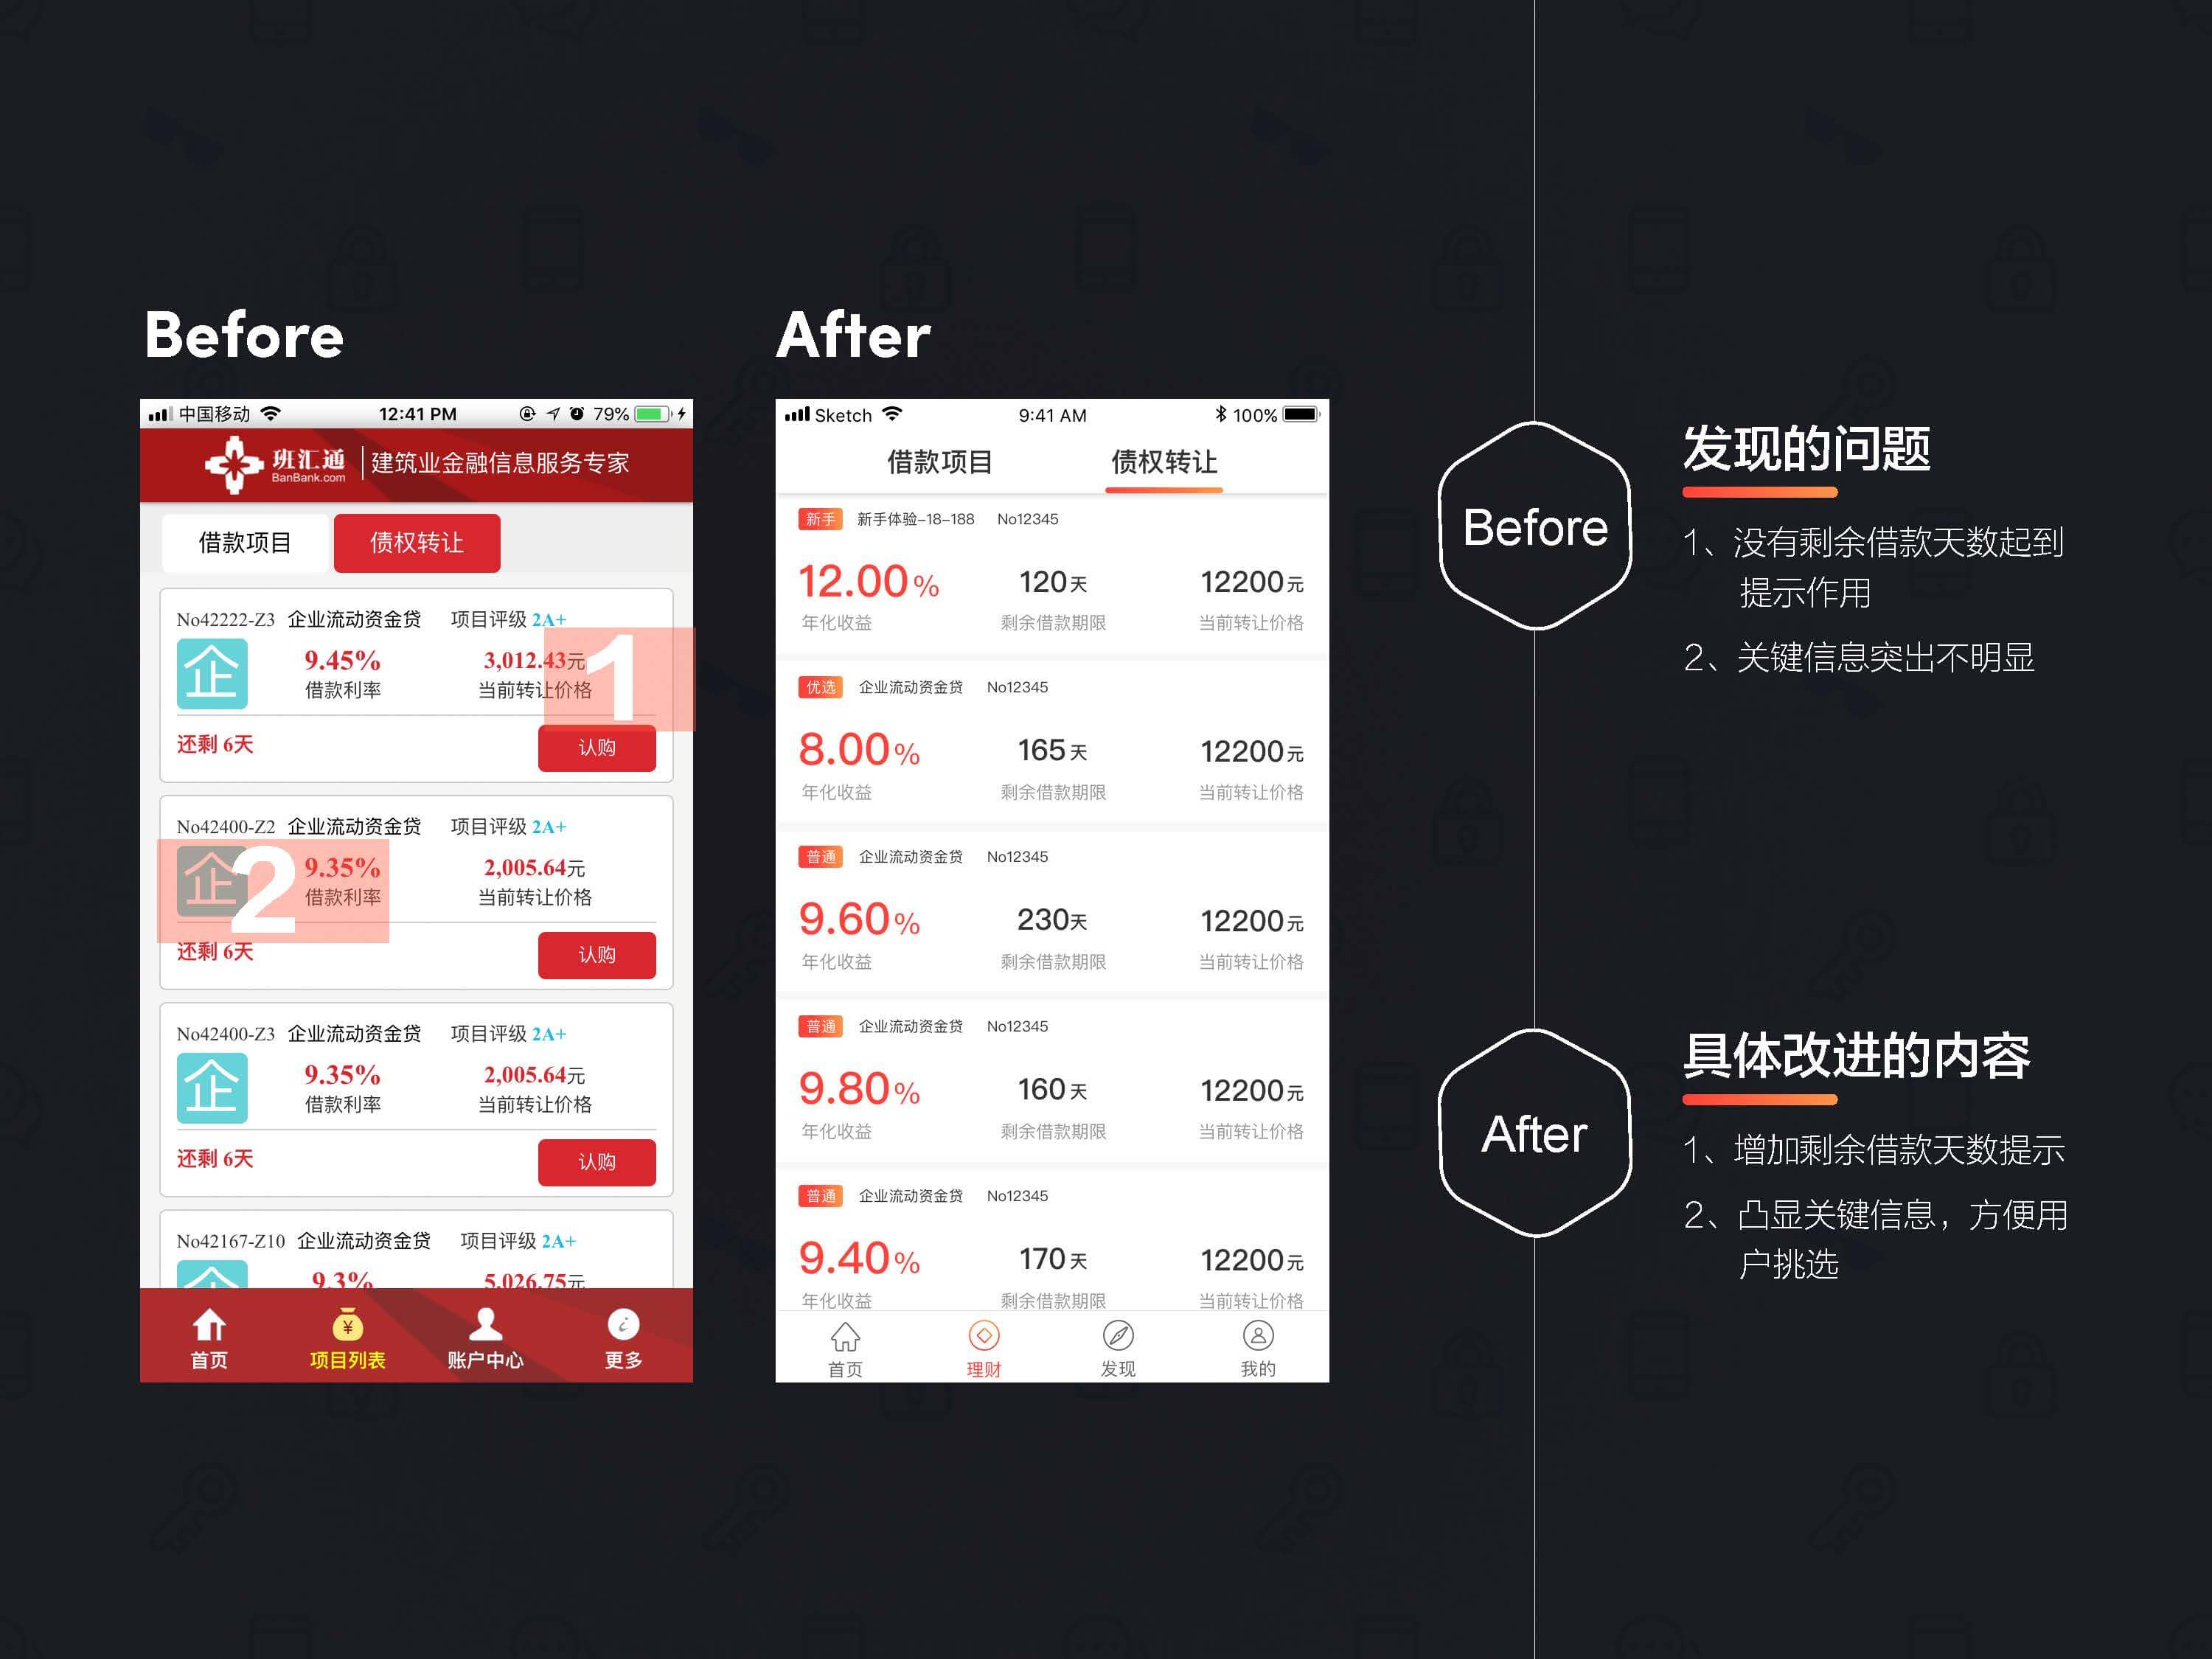 Before
中国移动 12:41 PM 79%
班汇通 建筑业金融信息服务专家
BanBank.com
借款项目 债权转让
No42222-Z3 企业流动资金贷 项目评级 2A+
企 9.45% 3,012.43元 1
借款利率 当前转让价格
还剩 6天 认购
No42400-Z2 企业流动资金贷 项目评级 2A+
企 2 9.35% 2,005.64元
借款利率 当前转让价格
还剩 6天 认购
No42400-Z3 企业流动资金贷 项目评级 2A+
企 9.35% 2,005.64元
借款利率 当前转让价格
还剩 6天 认购
No42167-Z10 企业流动资金贷 项目评级 2A+
企 9.3% 5,026.75元
首页 项目列表 账户中心 更多
After
Sketch 9:41 AM 100%
借款项目 债权转让
新手 新手体验-18-188 No12345
12.00% 120天 12200元
年化收益 剩余借款期限 当前转让价格
优选 企业流动资金贷 No12345
8.00% 165天 12200元
年化收益 剩余借款期限 当前转让价格
普通 企业流动资金贷 No12345
9.60% 230天 12200元
年化收益 剩余借款期限 当前转让价格
普通 企业流动资金贷 No12345
9.80% 160天 12200元
年化收益 剩余借款期限 当前转让价格
普通 企业流动资金贷 No12345
9.40% 170天 12200元
年化收益 剩余借款期限 当前转让价格
首页 理财 发现 我的
Before
发现的问题
1、没有剩余借款天数起到
提示作用
2、关键信息突出不明显
After
具体改进的内容
1、增加剩余借款天数提示
2、凸显关键信息，方便用
户挑选